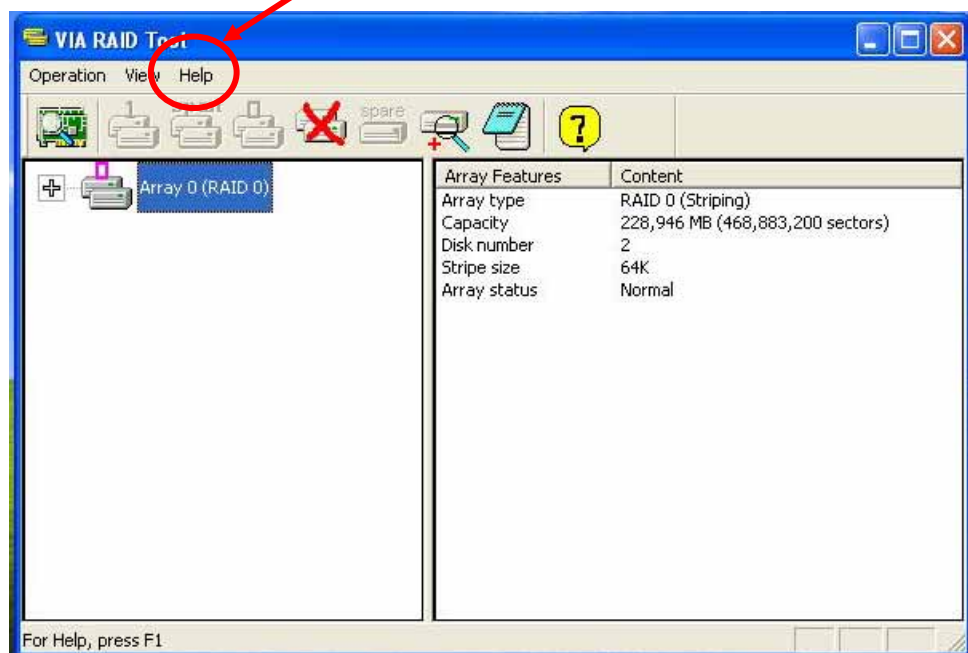 VIA RAID Tool
Operation View Help
spare
Array 0 (RAID 0)
Array Features Content
Array type RAID 0 (Striping)
Capacity 228,946 MB (468,883,200 sectors)
Disk number 2
Stripe size 64K
Array status Normal
For Help, press F1